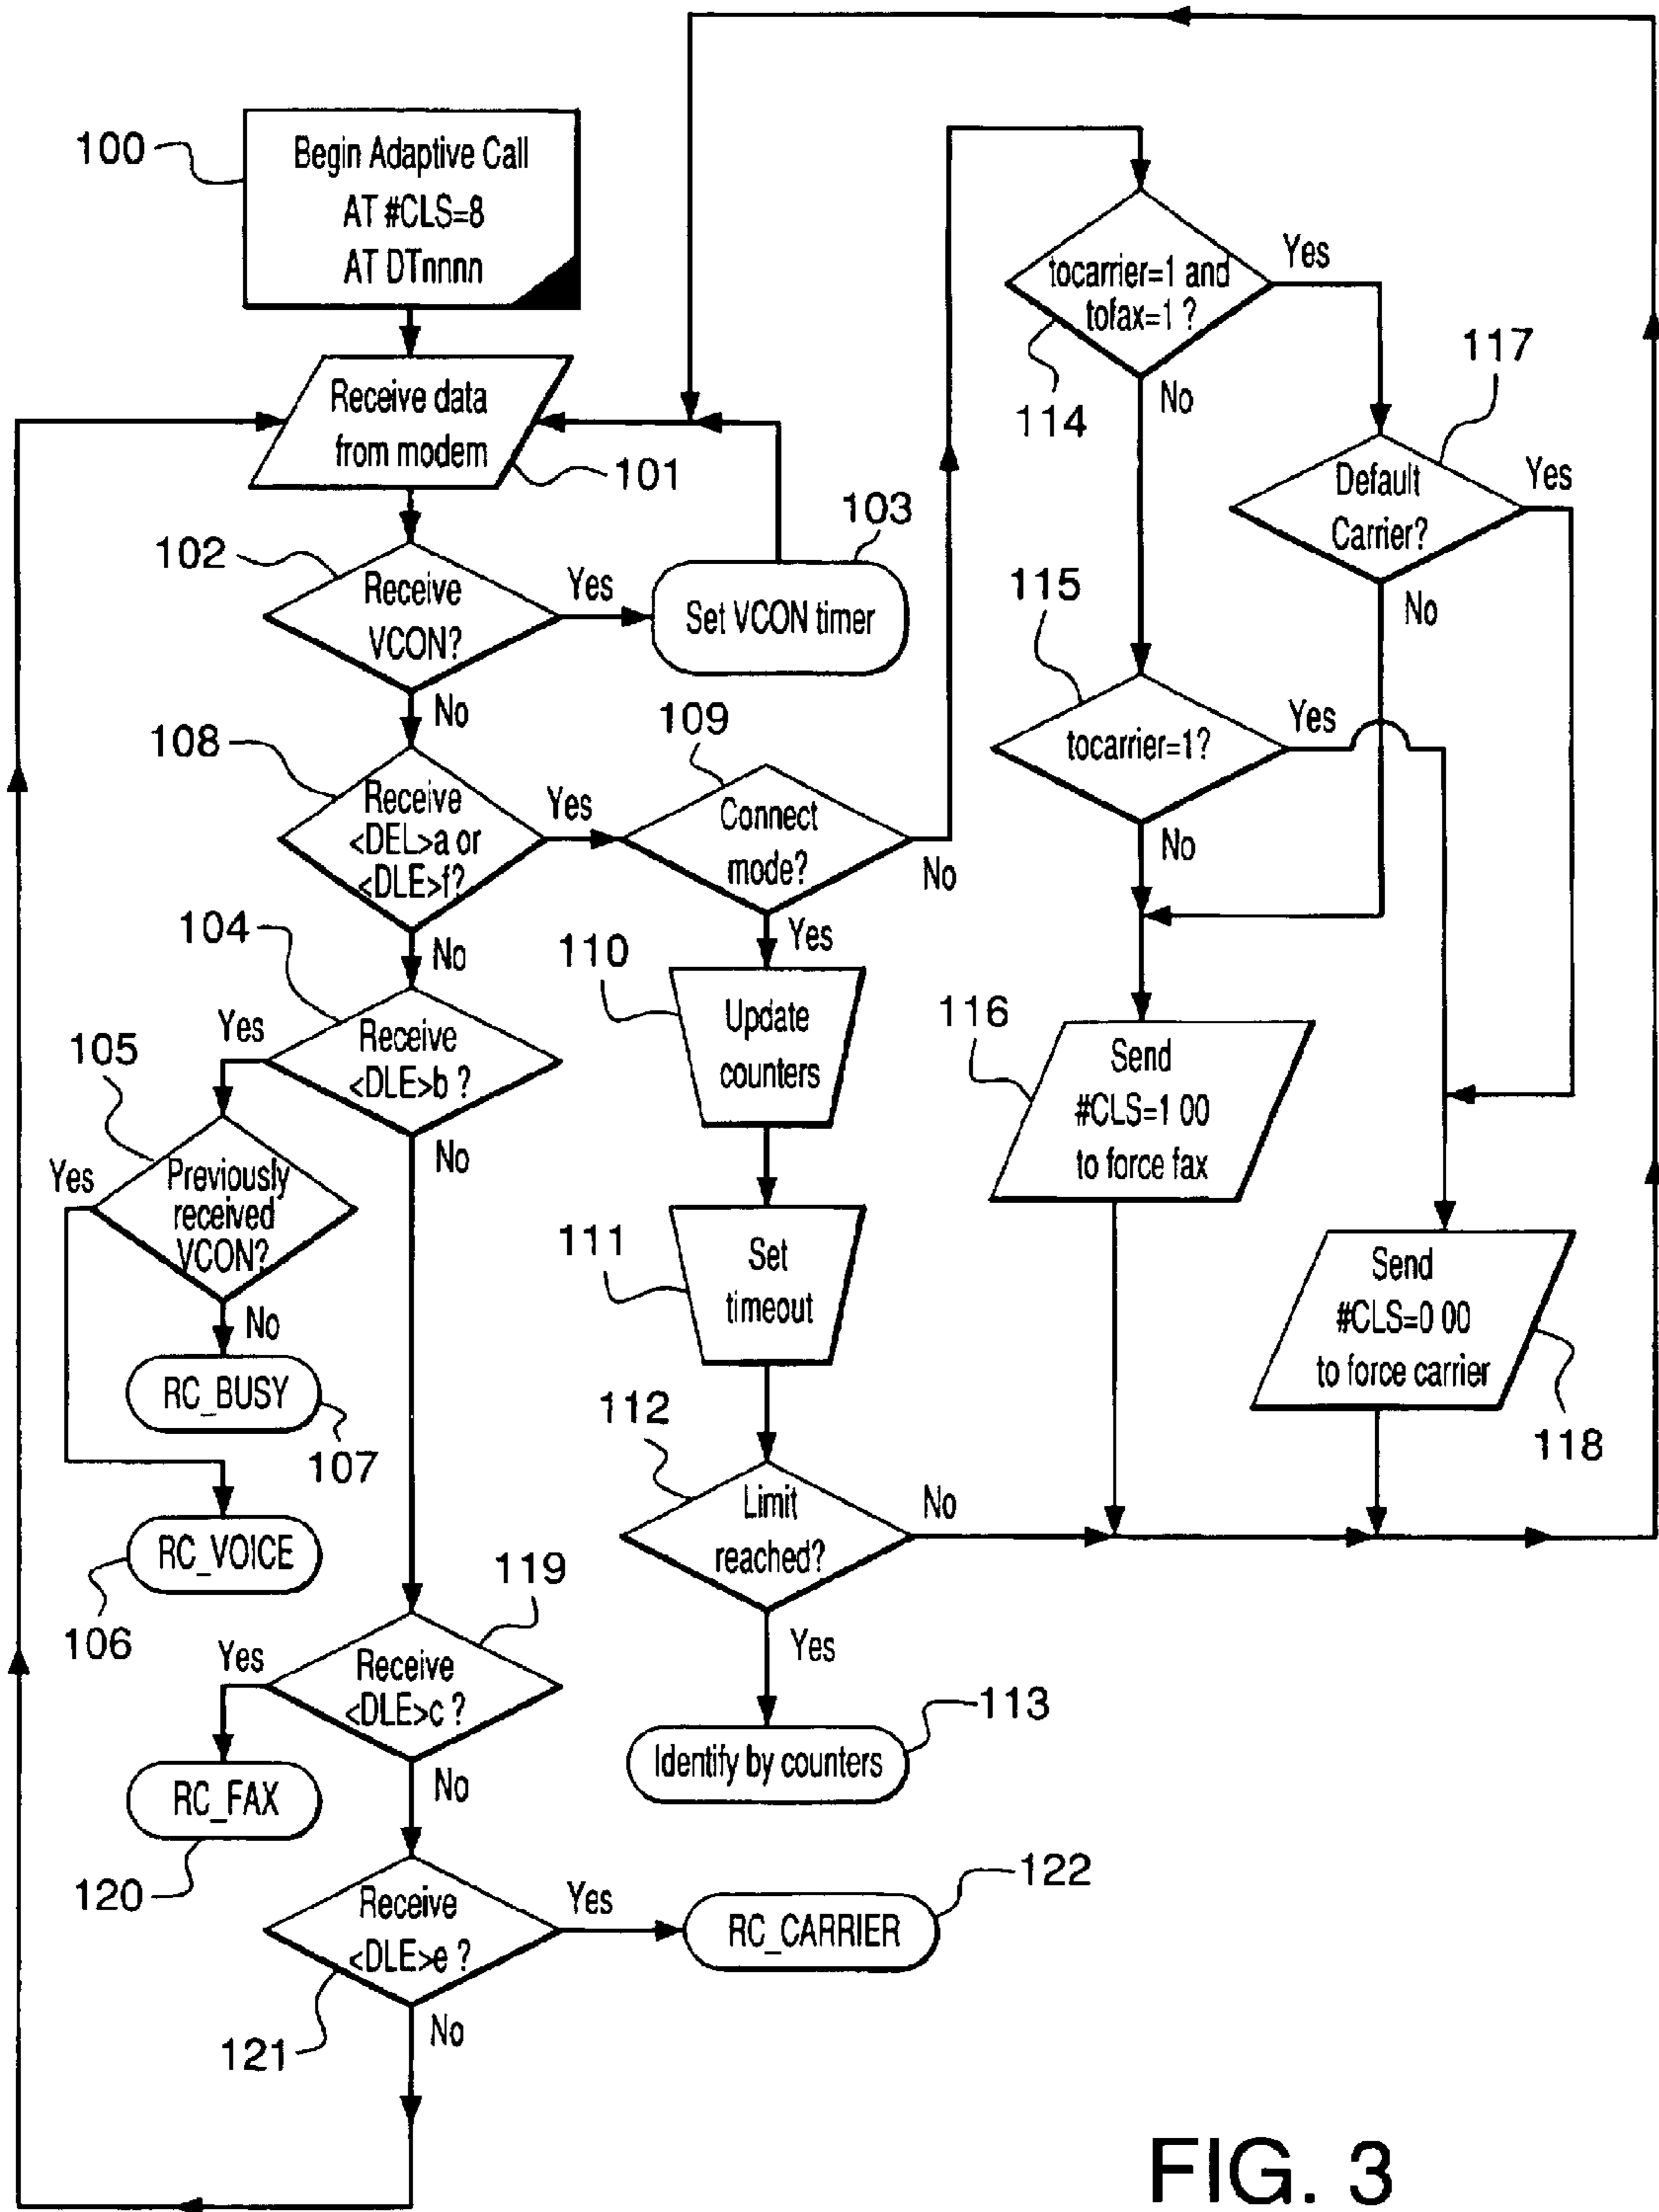 100
Begin Adaptive Call
AT #CLS=8
AT DTnnnn
Receive data
from modem
101
102
Receive
VCON?
Yes
No
103
Set VCON timer
108
Receive
<DEL>a or
<DLE>f?
Yes
No
109
Connect
mode?
No
Yes
104
Receive
<DLE>b ?
Yes
No
105
Previously
received
VCON?
Yes
No
RC_BUSY
107
RC_VOICE
106
110
Update
counters
111
Set
timeout
112
Limit
reached?
No
Yes
113
Identify by counters
114
tocarrier=1 and
tofax=1 ?
Yes
No
117
Default
Carrier?
Yes
No
115
tocarrier=1?
Yes
No
116
Send
#CLS=1 00
to force fax
Send
#CLS=0 00
to force carrier
118
119
Receive
<DLE>c ?
Yes
No
RC_FAX
120
Receive
<DLE>e ?
Yes
No
121
122
RC_CARRIER
FIG. 3